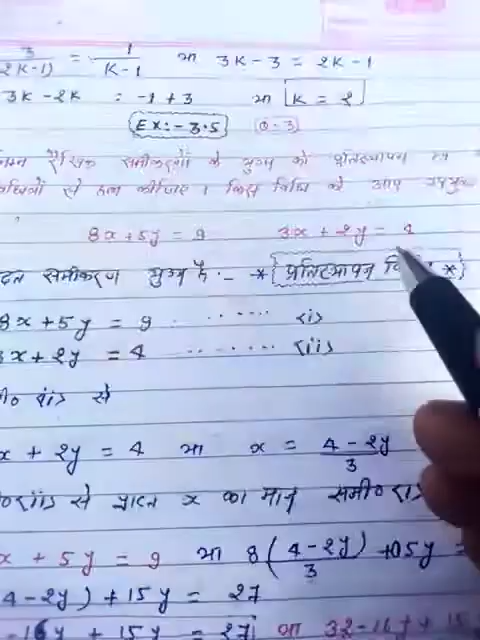 3/(2K-1) = 1/(K-1) या 3K-3 = 2K-1
3K-2K = -1+3 या K = 2
Ex:- 3.5 Q.3
निम्न रैखिक समीकरणों के युग्म को प्रतिस्थापन
विधियों से हल कीजिए । किस विधि को आप उपयुक्त
8x+5y = 9 3x+2y = 4
समीकरण युग्म है - *{प्रतिस्थापन *}
8x+5y = 9 ........ (i)
3x+2y = 4 ........ (ii)
समी० (ii) से
x + 2y = 4 या x = (4-2y)/3
(ii) से प्राप्त x का मान समी० (i)
x + 5y = 9 या 8((4-2y)/3) + 5y =
4-2y) + 15y = 27
-16y + 15y = 27 या 32-16y+15